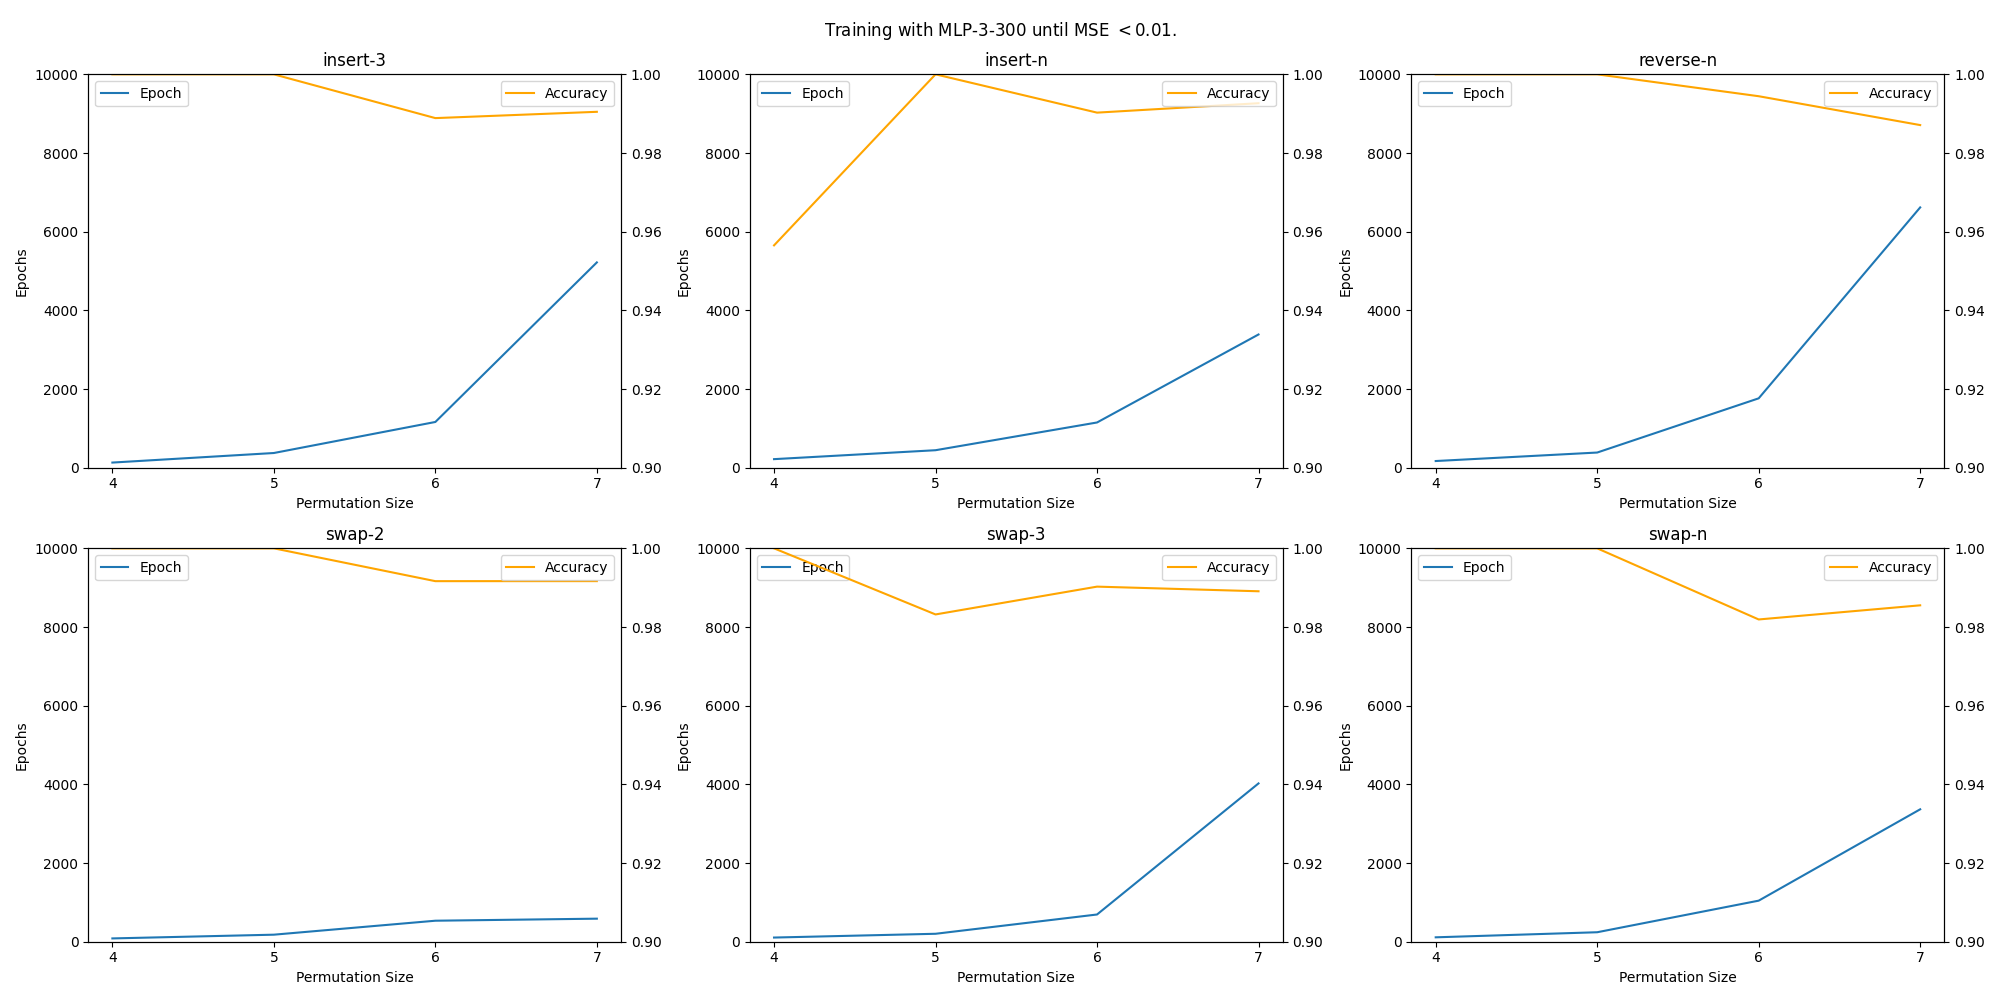 Training with MLP-3-300 until MSE < 0.01.
insert-3
10000
8000
6000
4000
2000
0
Epochs
Epoch
Accuracy
1.00
0.98
0.96
0.94
0.92
0.90
4 5 6 7
Permutation Size
insert-n
10000
8000
6000
4000
2000
0
Epochs
Epoch
Accuracy
1.00
0.98
0.96
0.94
0.92
0.90
4 5 6 7
Permutation Size
reverse-n
10000
8000
6000
4000
2000
0
Epochs
Epoch
Accuracy
1.00
0.98
0.96
0.94
0.92
0.90
4 5 6 7
Permutation Size
swap-2
10000
8000
6000
4000
2000
0
Epochs
Epoch
Accuracy
1.00
0.98
0.96
0.94
0.92
0.90
4 5 6 7
Permutation Size
swap-3
10000
8000
6000
4000
2000
0
Epochs
Epoch
Accuracy
1.00
0.98
0.96
0.94
0.92
0.90
4 5 6 7
Permutation Size
swap-n
10000
8000
6000
4000
2000
0
Epochs
Epoch
Accuracy
1.00
0.98
0.96
0.94
0.92
0.90
4 5 6 7
Permutation Size